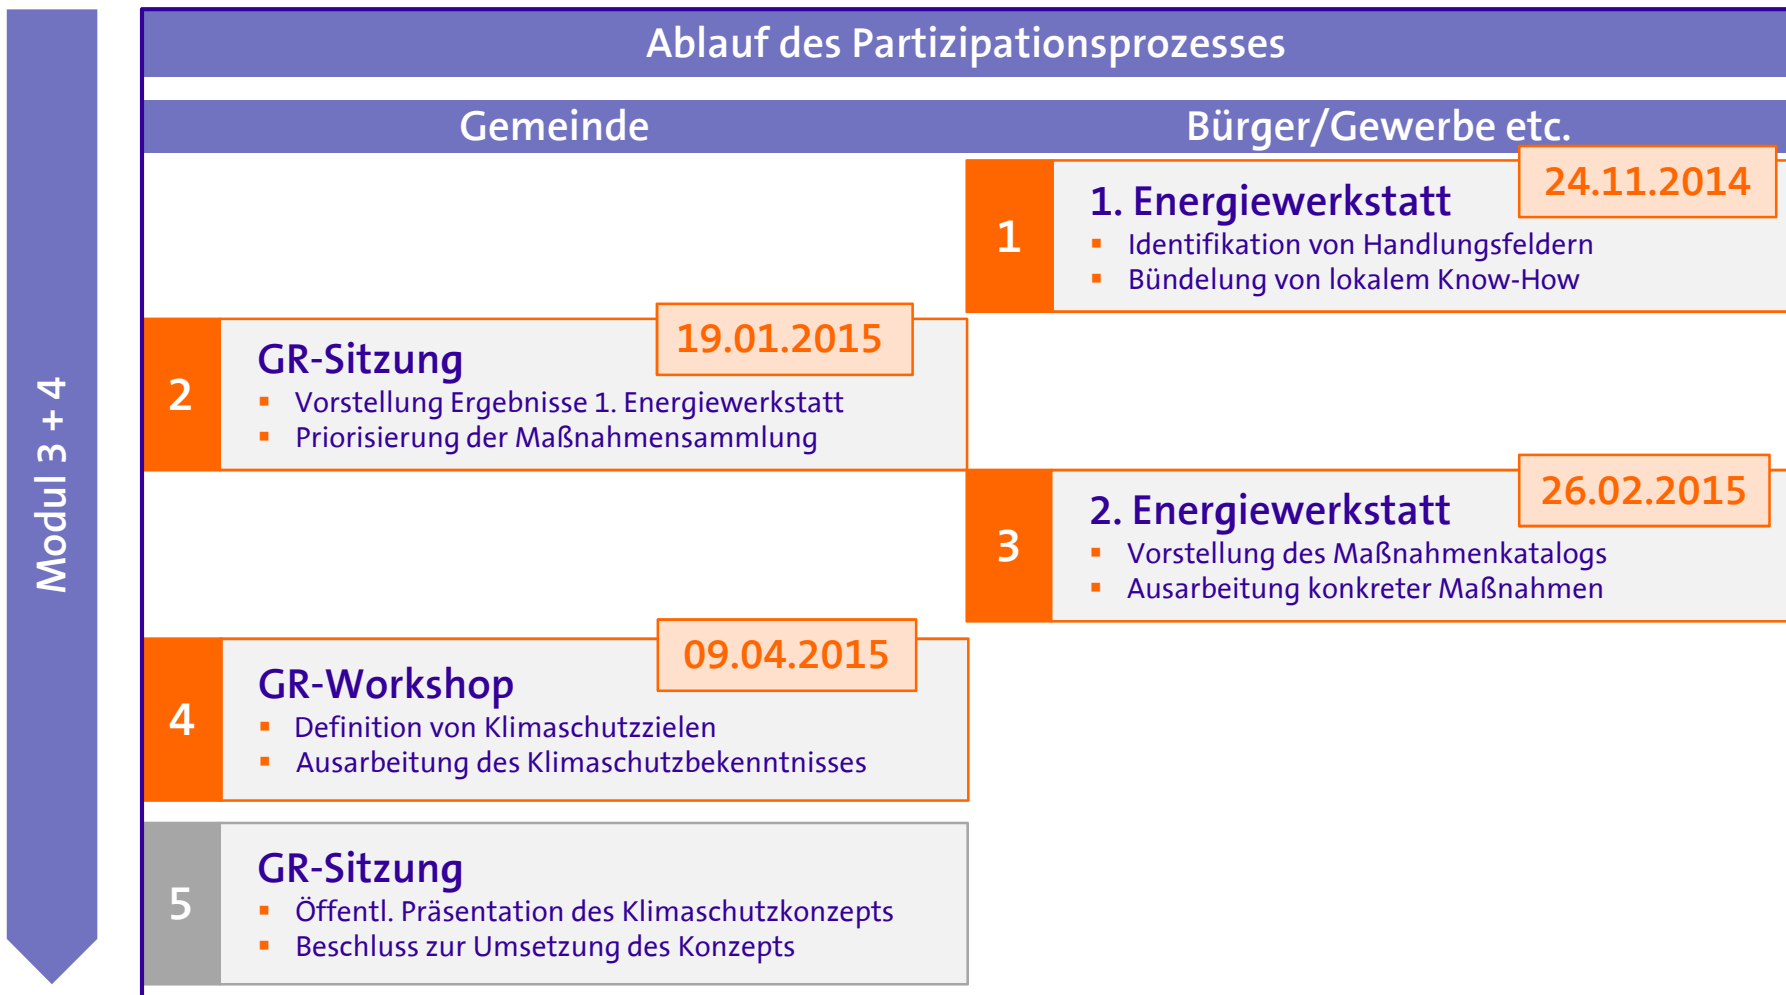 Ablauf des Partizipationsprozesses
Gemeinde
Bürger/Gewerbe etc.
Modul 3 + 4
1
1. Energiewerkstatt
24.11.2014
▪ Identifikation von Handlungsfeldern
▪ Bündelung von lokalem Know-How
2
GR-Sitzung
19.01.2015
▪ Vorstellung Ergebnisse 1. Energiewerkstatt
▪ Priorisierung der Maßnahmensammlung
3
2. Energiewerkstatt
26.02.2015
▪ Vorstellung des Maßnahmenkatalogs
▪ Ausarbeitung konkreter Maßnahmen
4
GR-Workshop
09.04.2015
▪ Definition von Klimaschutzzielen
▪ Ausarbeitung des Klimaschutzbekenntnisses
5
GR-Sitzung
▪ Öffentl. Präsentation des Klimaschutzkonzepts
▪ Beschluss zur Umsetzung des Konzepts